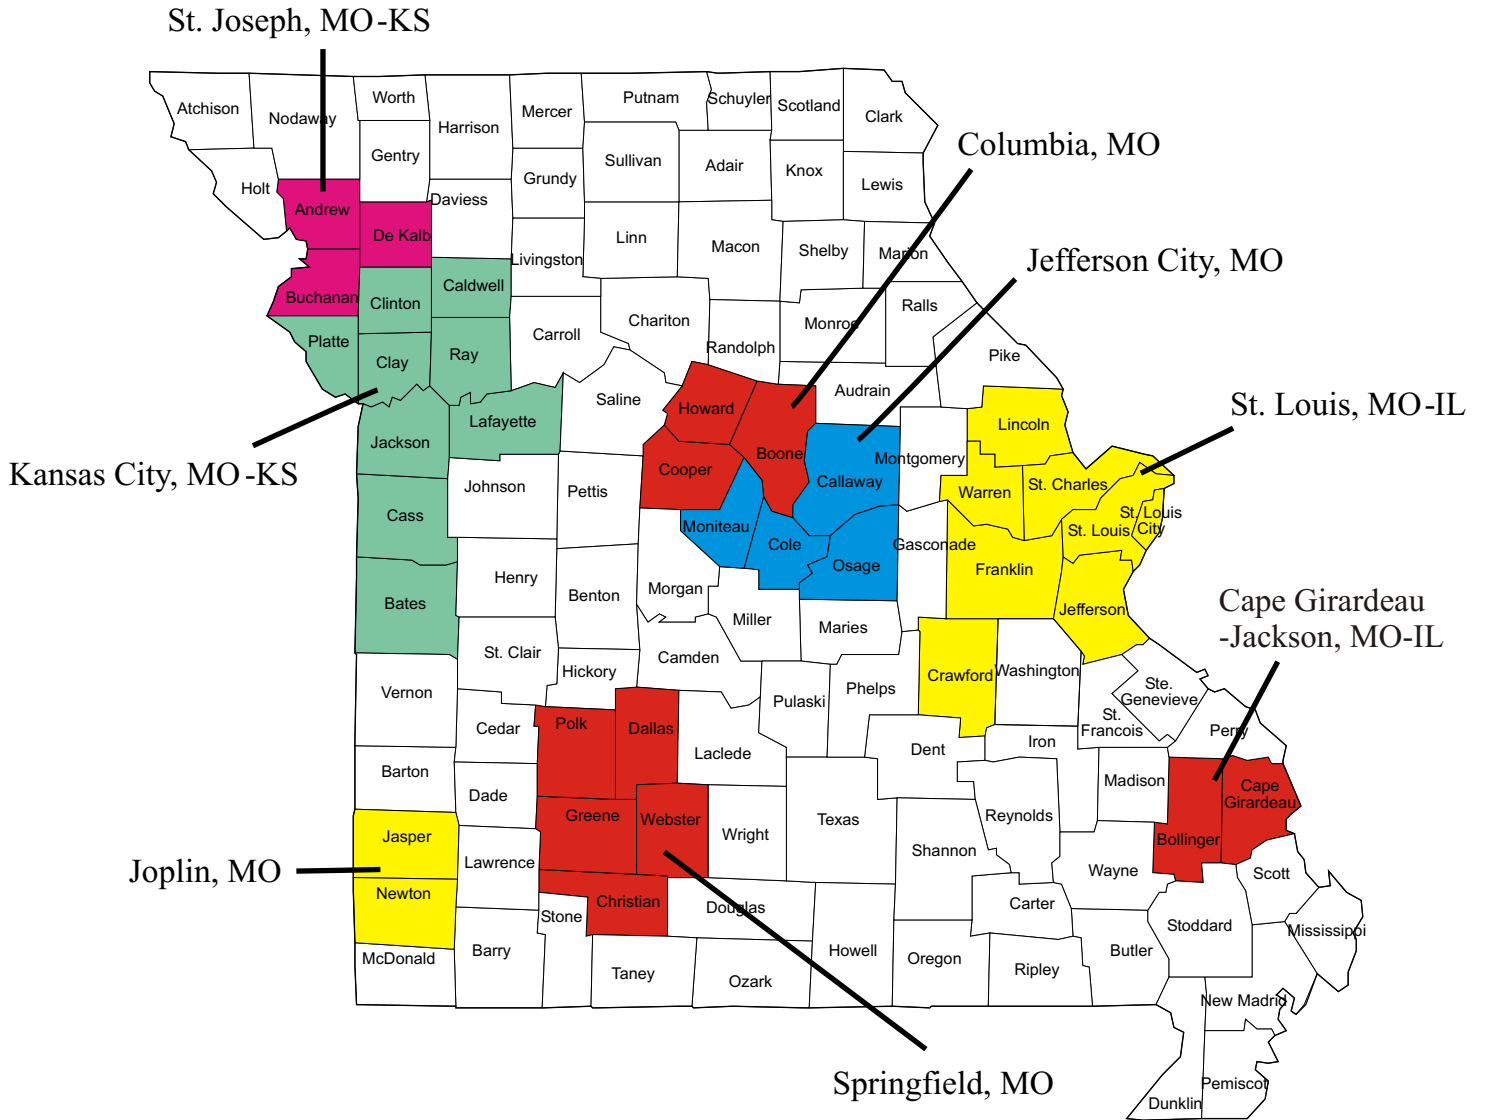 St. Joseph, MO-KS
Atchison
Nodaway
Worth
Harrison
Mercer
Putnam
Schuyler
Scotland
Clark
Gentry
Grundy
Sullivan
Adair
Knox
Lewis
Columbia, MO
Holt
Andrew
De Kalb
Daviess
Livingston
Linn
Macon
Shelby
Marion
Jefferson City, MO
Buchanan
Clinton
Caldwell
Carroll
Chariton
Randolph
Monroe
Ralls
Pike
Platte
Clay
Ray
Saline
Howard
Boone
Audrain
Lincoln
St. Louis, MO-IL
Kansas City, MO-KS
Jackson
Lafayette
Cooper
Callaway
Montgomery
Warren
St. Charles
St. Louis
St. Louis
City
Johnson
Pettis
Cass
Moniteau
Cole
Osage
Gasconade
Franklin
Jefferson
Bates
Henry
Benton
Morgan
Miller
Maries
Cape Girardeau
-Jackson, MO-IL
Vernon
St. Clair
Hickory
Camden
Pulaski
Phelps
Crawford
Washington
Ste.
Genevieve
St.
Francois
Perry
Cedar
Polk
Dallas
Laclede
Dent
Iron
Madison
Barton
Dade
Greene
Webster
Wright
Texas
Reynolds
Bollinger
Cape
Girardeau
Joplin, MO
Jasper
Newton
Lawrence
Christian
Douglas
Shannon
Wayne
Scott
Stone
Carter
Stoddard
Mississippi
McDonald
Barry
Taney
Ozark
Howell
Oregon
Ripley
Butler
New Madrid
Springfield, MO
Pemiscot
Dunklin